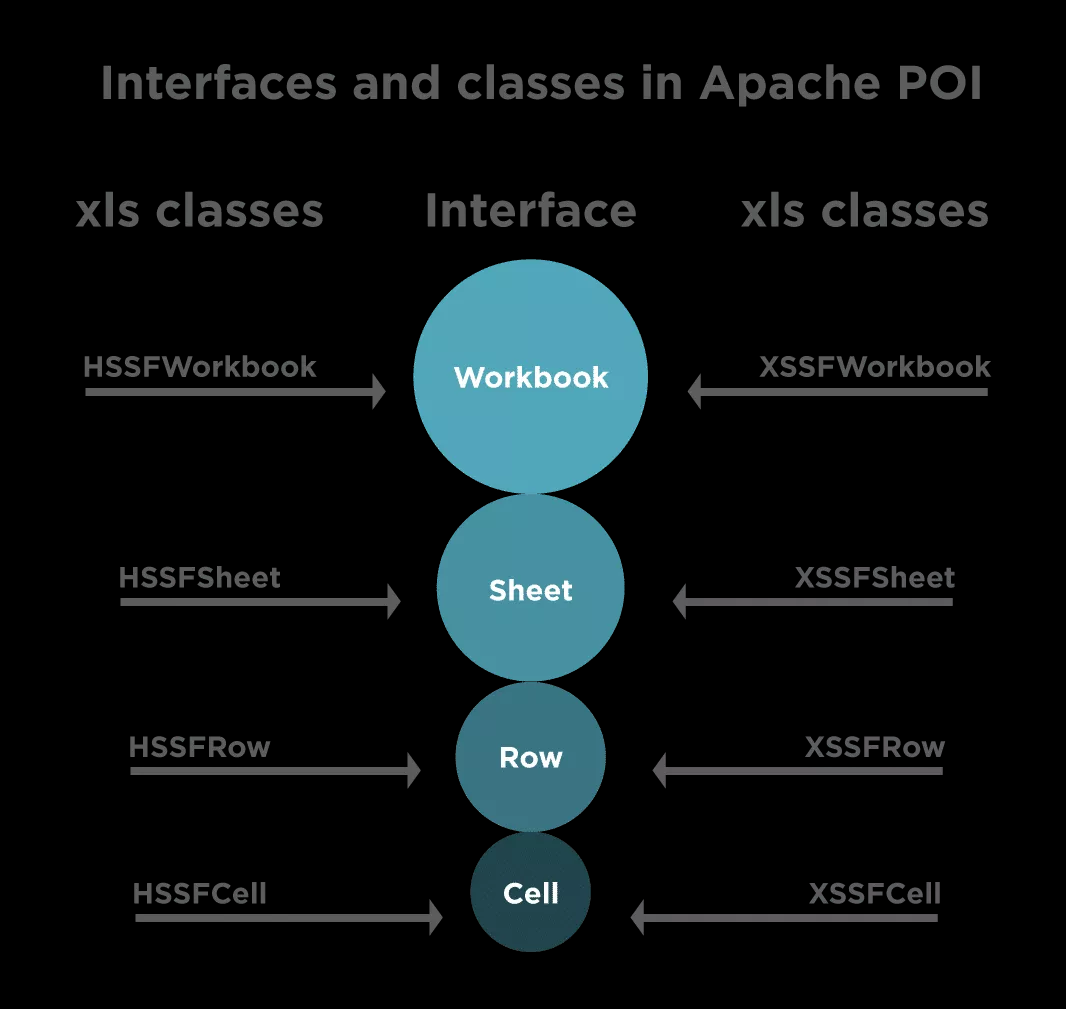 Interfaces and classes in Apache POI
xls classes
Interface
xls classes
HSSFWorkbook
Workbook
XSSFWorkbook
HSSFSheet
Sheet
XSSFSheet
HSSFRow
Row
XSSFRow
HSSFCell
Cell
XSSFCell